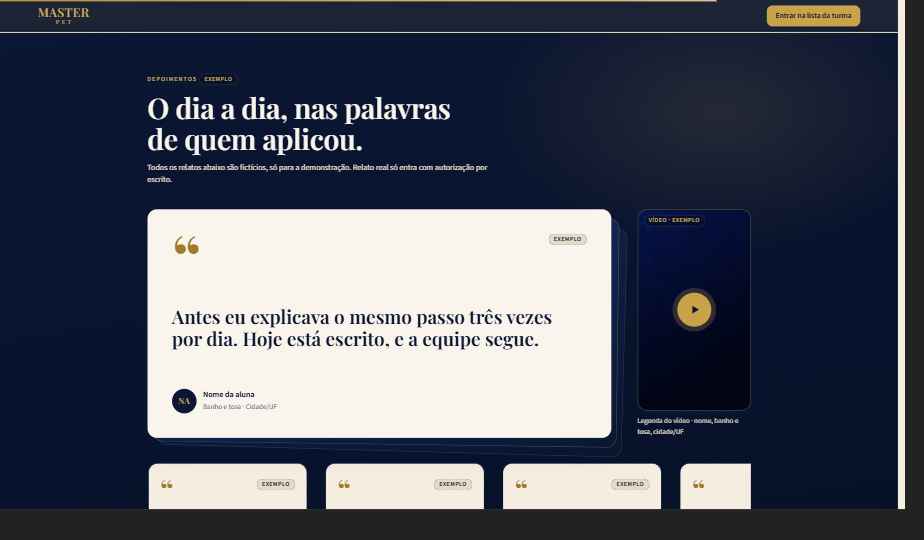 MASTER
PET
Entrar na lista da turma
DEPOIMENTOS EXEMPLO
O dia a dia, nas palavras
de quem aplicou.
Todos os relatos abaixo são fictícios, só para a demonstração. Relato real só entra com autorização por
escrito.
“
EXEMPLO
Antes eu explicava o mesmo passo três vezes
por dia. Hoje está escrito, e a equipe segue.
NA
Nome da aluna
Banho e tosa · Cidade/UF
VÍDEO · EXEMPLO
Legenda do vídeo · nome, banho e
tosa, cidade/UF
“ EXEMPLO
“ EXEMPLO
“ EXEMPLO
“